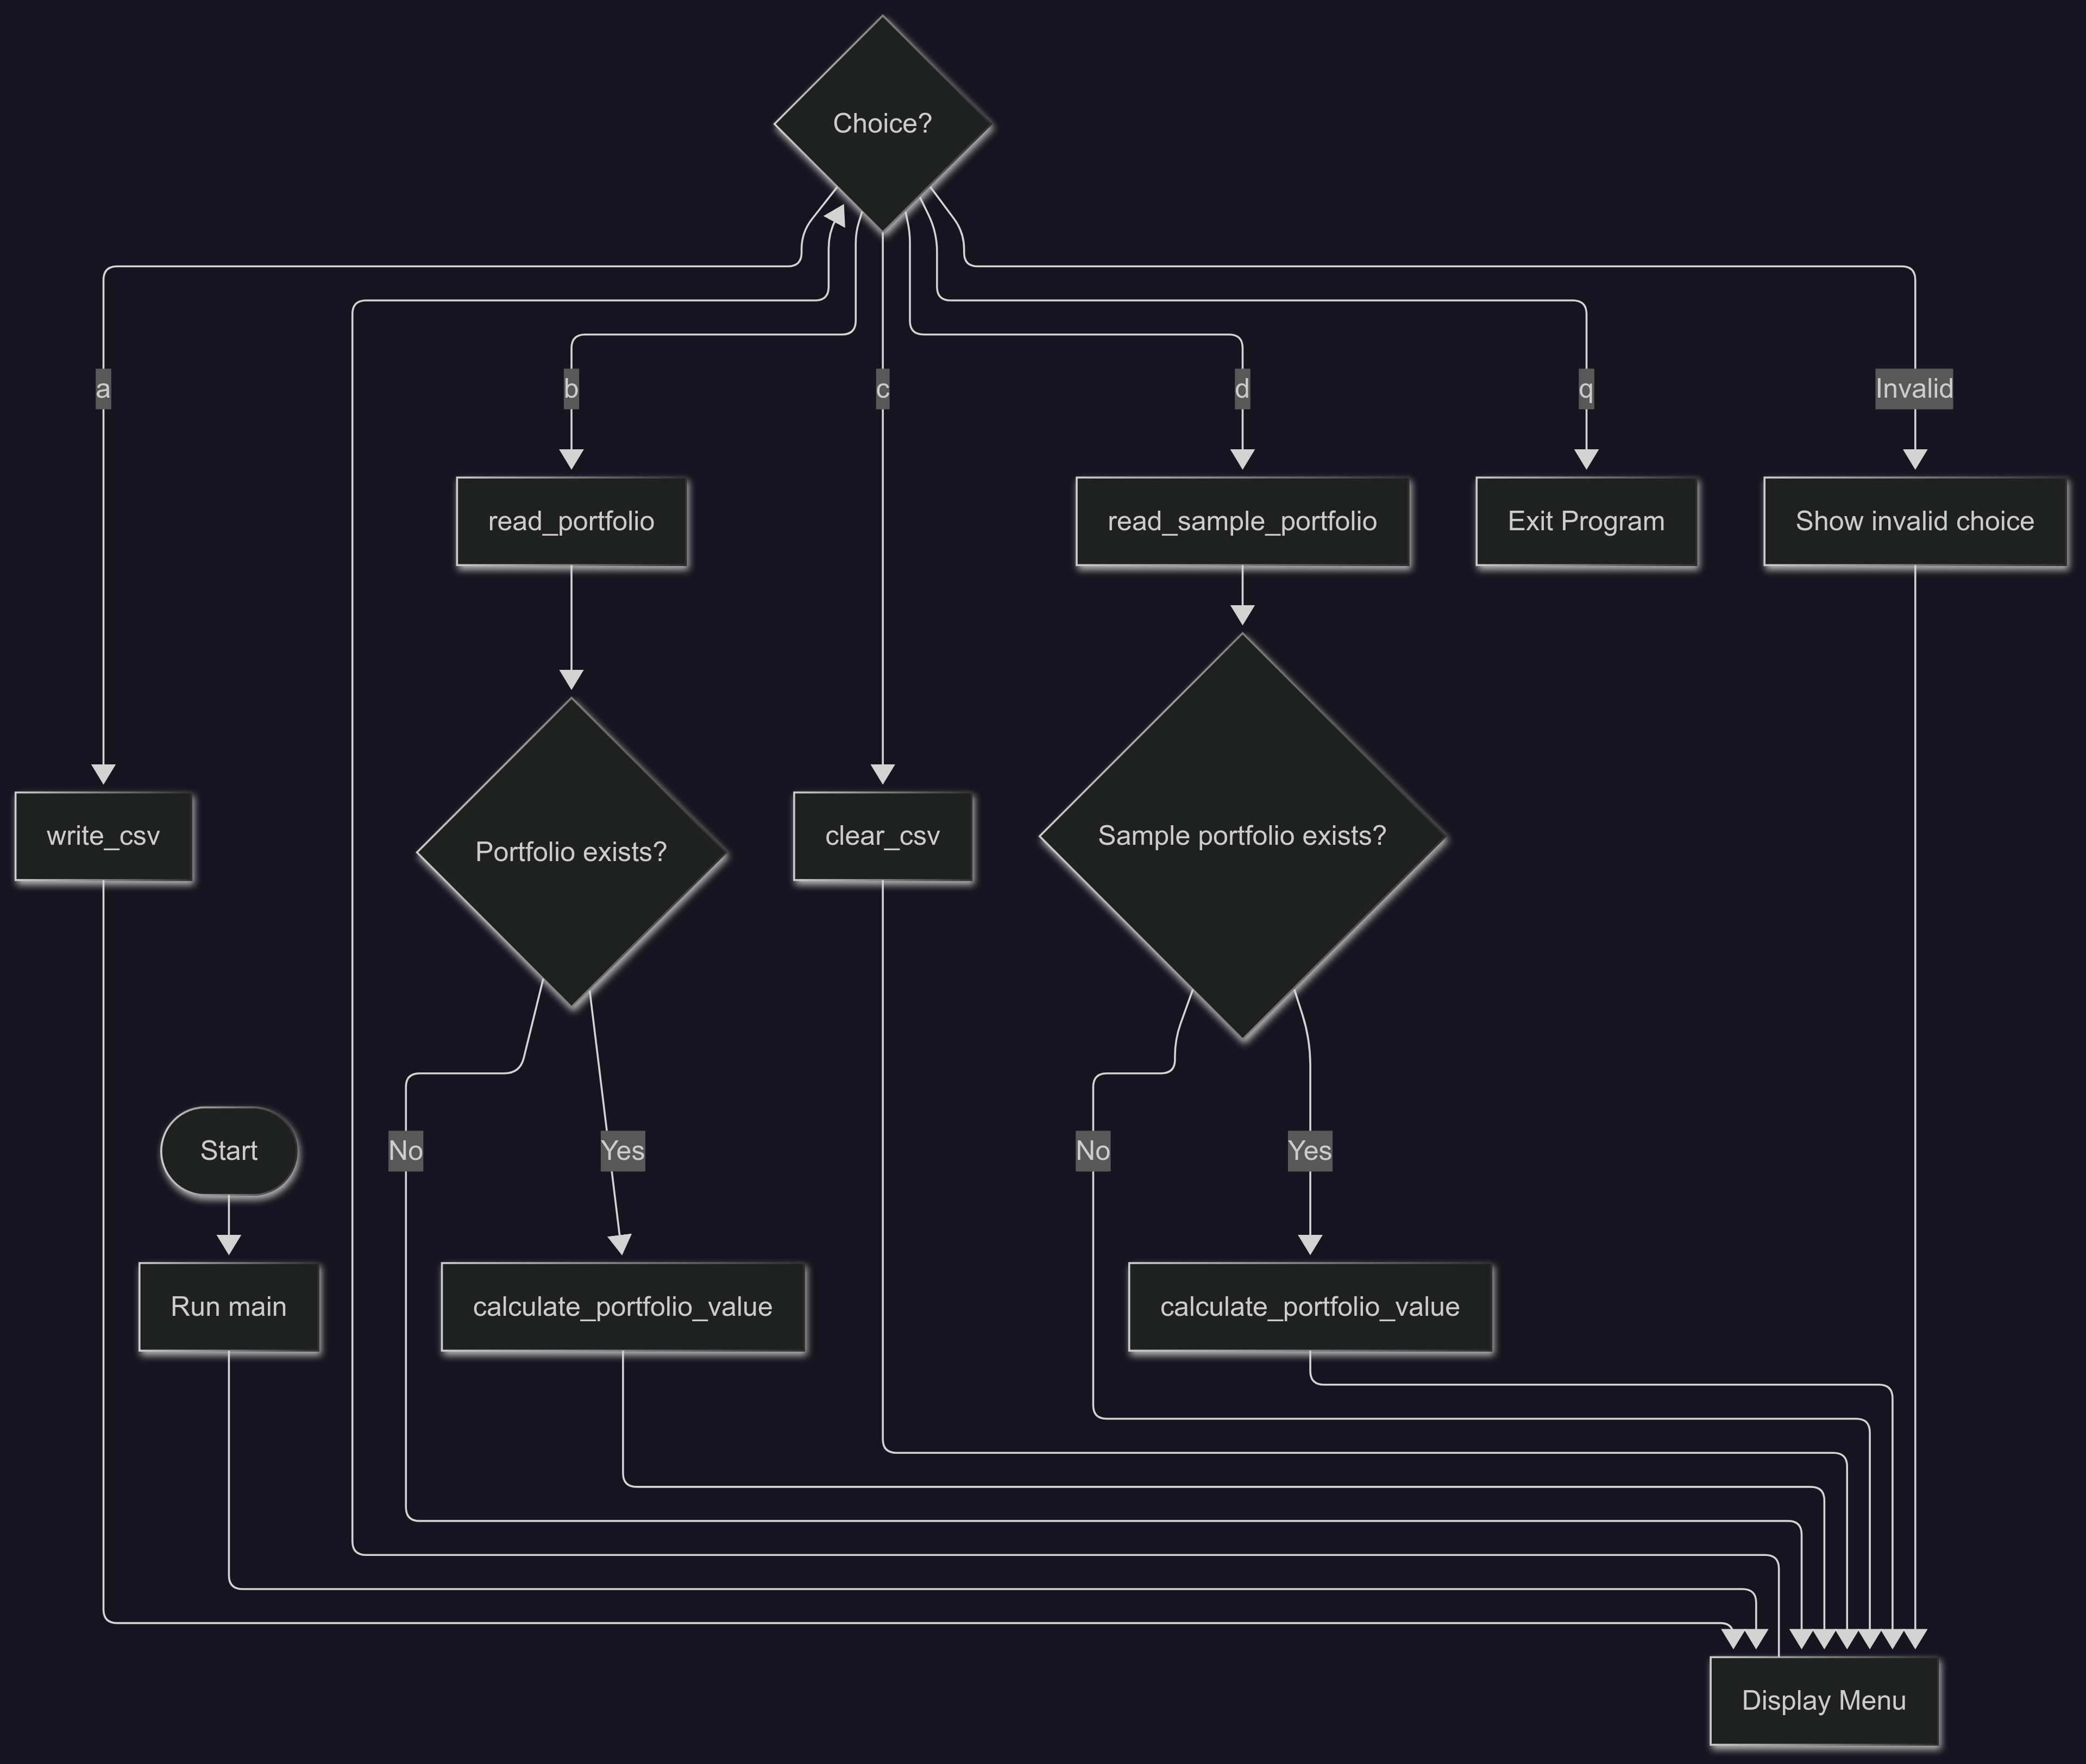 Choice?
a
b
c
d
q
Invalid
read_portfolio
read_sample_portfolio
Exit Program
Show invalid choice
write_csv
Portfolio exists?
clear_csv
Sample portfolio exists?
Start
No
Yes
No
Yes
Run main
calculate_portfolio_value
calculate_portfolio_value
Display Menu